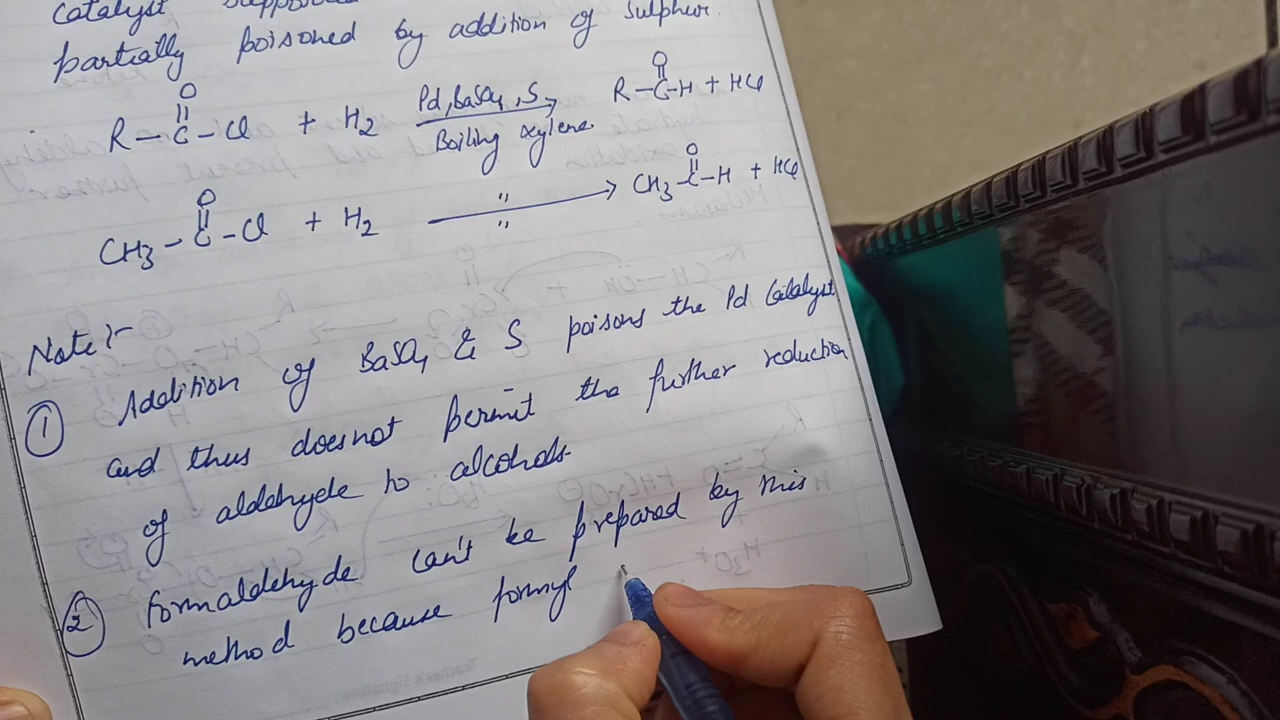 Catalyst
partially poisoned by addition of sulphur.
R-C(=O)-Cl + H2 Pd, BaSO4, S → R-C(=O)-H + HCl
Boiling xylene
CH3-C(=O)-Cl + H2 " → CH3-C(=O)-H + HCl
"
Note:-
① Addition of BaSO4 & S poisons the Pd Catalyst
and thus doesnot permit the further reduction
of aldehyde to alcohols.
② formaldehyde can't be prepared by this
method because formyl